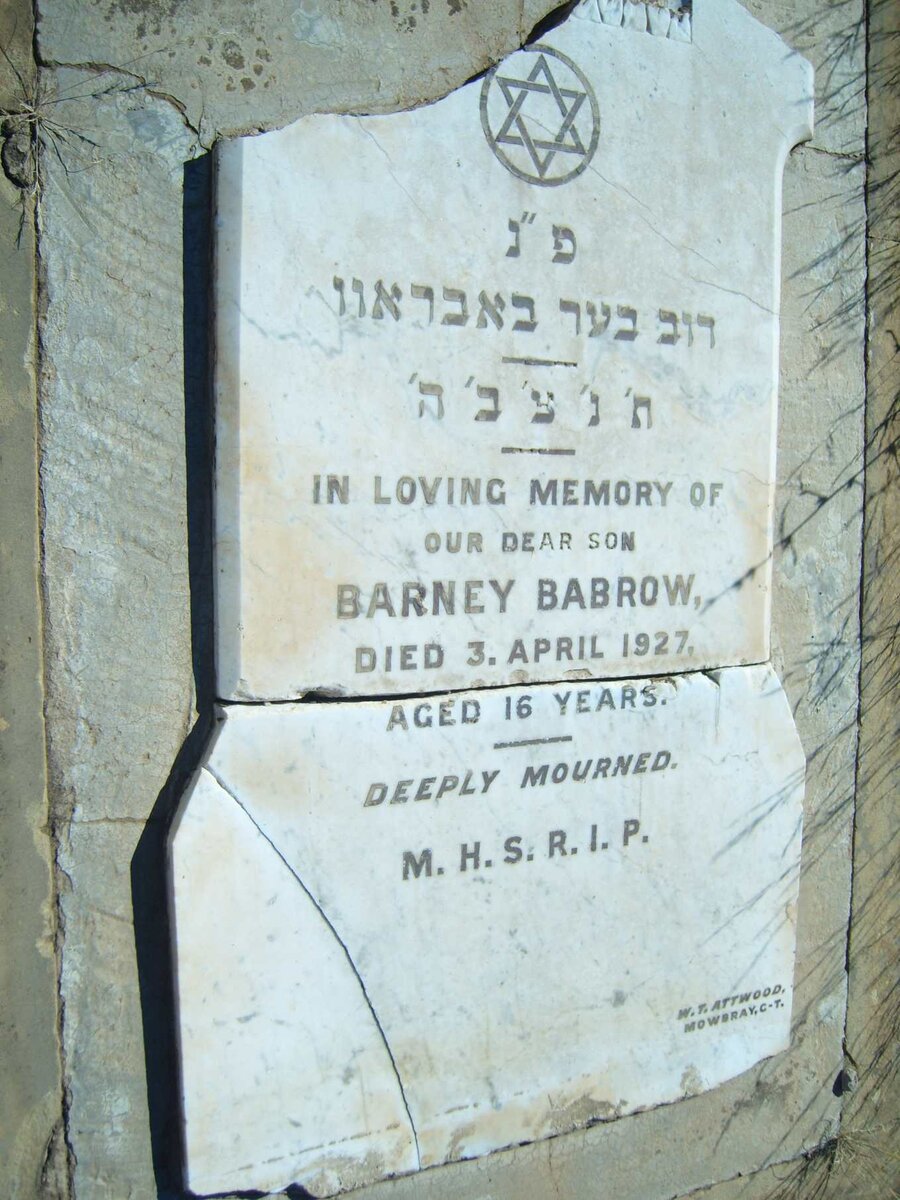 פ״נ
דוב בער באבראוו
ת׳ נ׳ צ׳ ב׳ ה׳
IN LOVING MEMORY OF
OUR DEAR SON
BARNEY BABROW,
DIED 3. APRIL 1927,
AGED 16 YEARS.
DEEPLY MOURNED.
M. H. S. R. I. P.
W. T. ATTWOOD,
MOWBRAY, C-T.